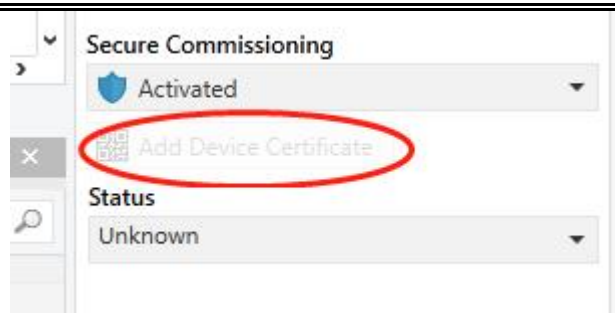 Secure Commissioning
Activated
Add Device Certificate
Status
Unknown